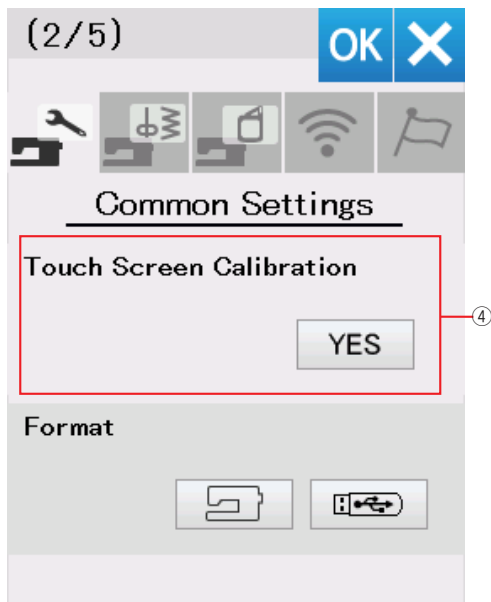 (2/5)
OK
Common Settings
Touch Screen Calibration
④
YES
Format